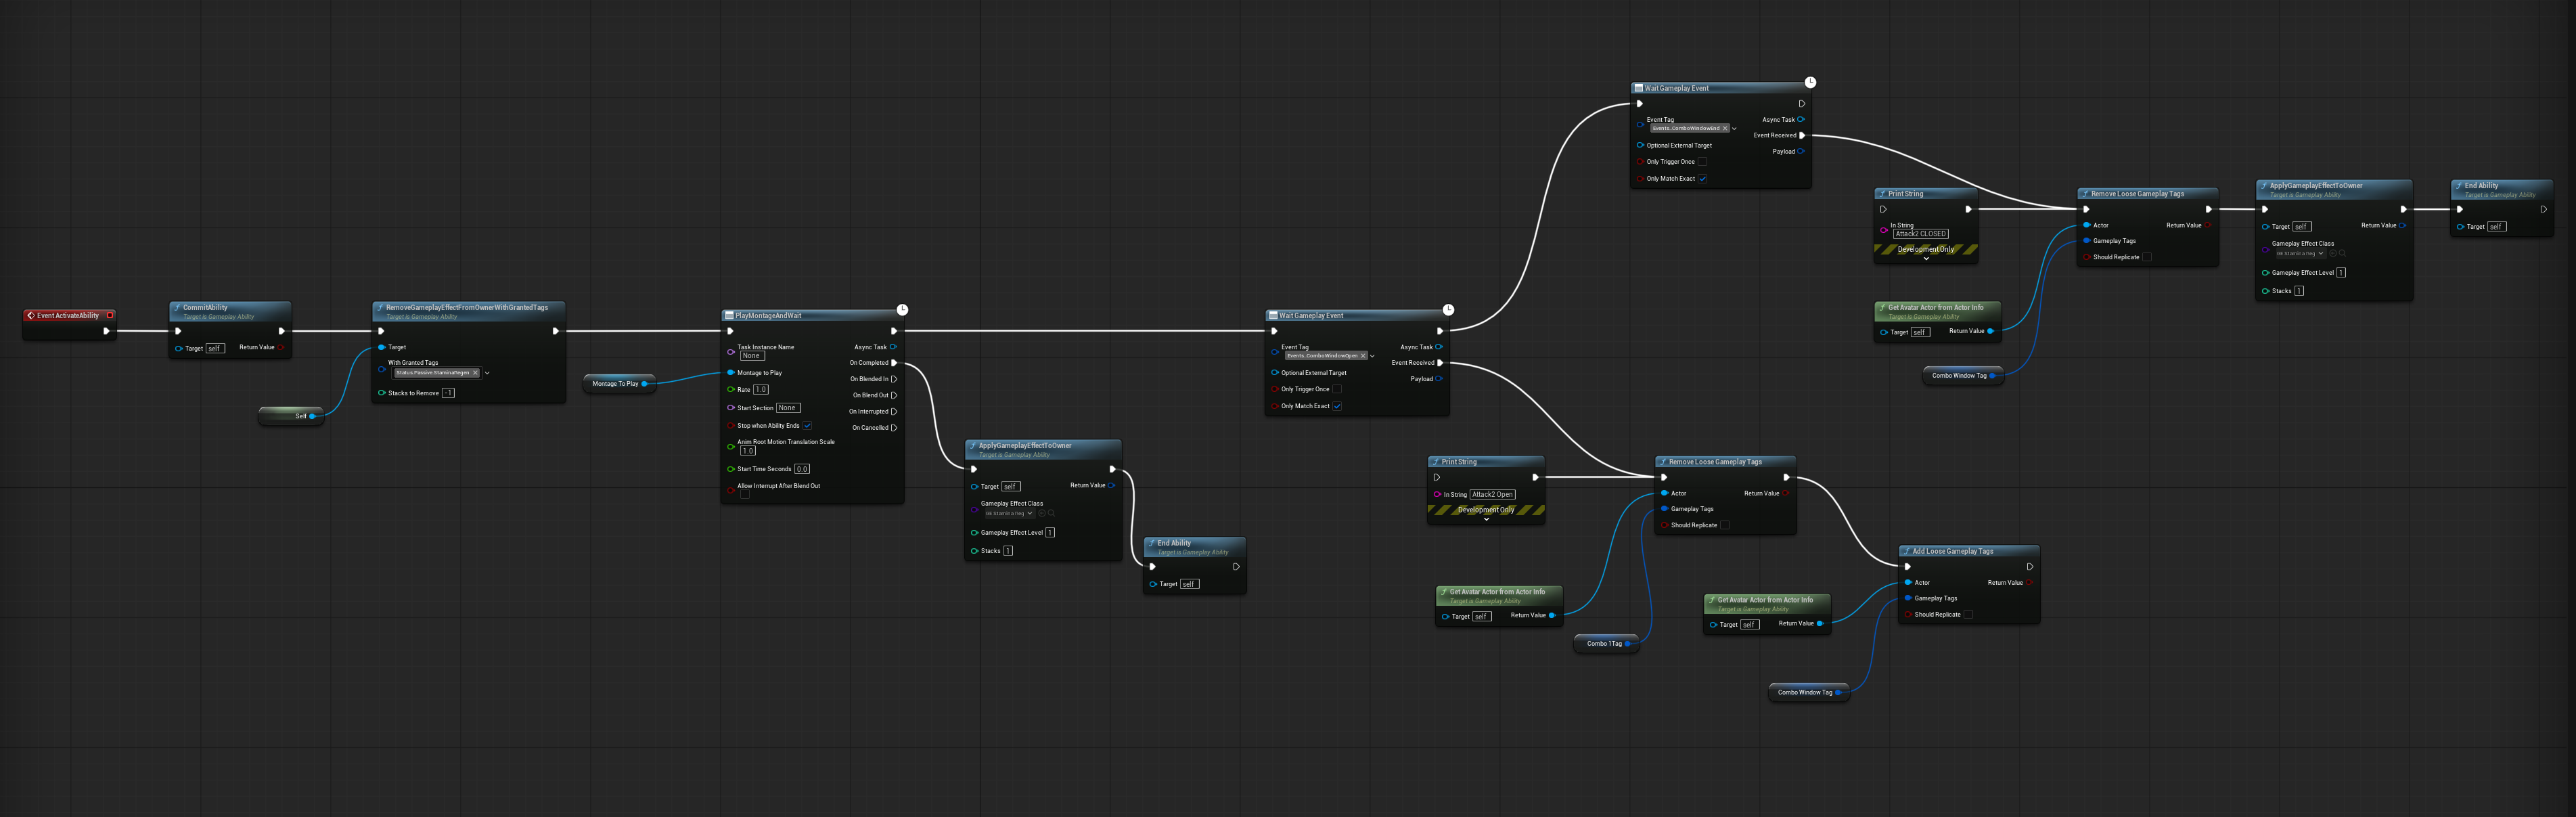 Event ActivateAbility
CommitAbility
Target is Gameplay Ability
Target self
Return Value
RemoveGameplayEffectFromOwnerWithGrantedTags
Target is Gameplay Ability
Target
With Granted Tags
Status.Passive.StaminaRegen
Stacks to Remove -1
Self
Montage To Play
PlayMontageAndWait
Task Instance Name
None
Async Task
On Completed
Montage to Play
On Blended In
Rate 1.0
On Blend Out
Start Section None
On Interrupted
Stop when Ability Ends
On Cancelled
Anim Root Motion Translation Scale
1.0
Start Time Seconds 0.0
Allow Interrupt After Blend Out
ApplyGameplayEffectToOwner
Target is Gameplay Ability
Target self
Return Value
Gameplay Effect Class
GE Stamina Reg
Gameplay Effect Level 1
Stacks 1
End Ability
Target is Gameplay Ability
Target self
Wait Gameplay Event
Event Tag
Events.ComboWindowOpen
Async Task
Event Received
Optional External Target
Payload
Only Trigger Once
Only Match Exact
Wait Gameplay Event
Event Tag
Events.ComboWindowEnd
Async Task
Event Received
Optional External Target
Payload
Only Trigger Once
Only Match Exact
Print String
In String
Attack2 CLOSED
Development Only
Get Avatar Actor from Actor Info
Target is Gameplay Ability
Target self
Return Value
Combo Window Tag
Remove Loose Gameplay Tags
Actor
Return Value
Gameplay Tags
Should Replicate
ApplyGameplayEffectToOwner
Target is Gameplay Ability
Target self
Return Value
Gameplay Effect Class
GE Stamina Reg
Gameplay Effect Level 1
Stacks 1
End Ability
Target is Gameplay Ability
Target self
Print String
In String Attack2 Open
Development Only
Get Avatar Actor from Actor Info
Target is Gameplay Ability
Target self
Return Value
Combo 1Tag
Remove Loose Gameplay Tags
Actor
Return Value
Gameplay Tags
Should Replicate
Get Avatar Actor from Actor Info
Target is Gameplay Ability
Target self
Return Value
Combo Window Tag
Add Loose Gameplay Tags
Actor
Return Value
Gameplay Tags
Should Replicate